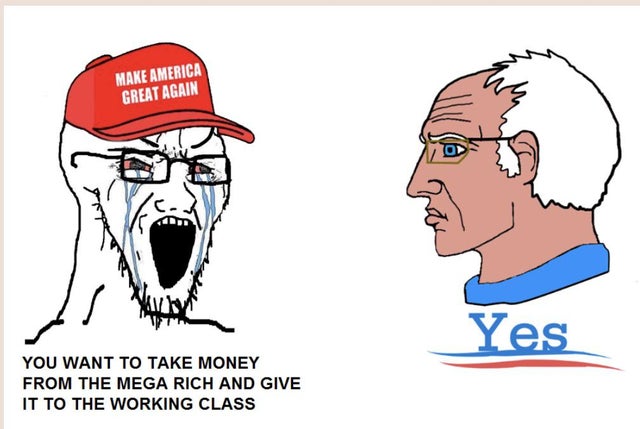 MAKE AMERICA
GREAT AGAIN
YOU WANT TO TAKE MONEY
FROM THE MEGA RICH AND GIVE
IT TO THE WORKING CLASS
Yes